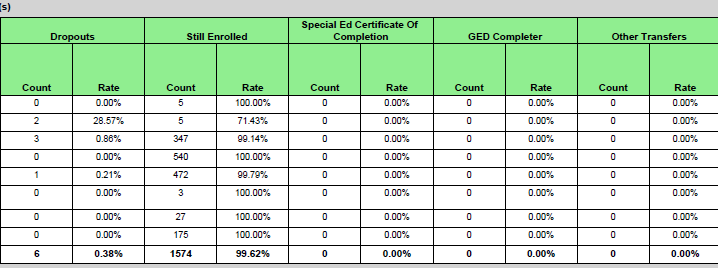 (s)
Dropouts Still Enrolled Special Ed Certificate Of Completion GED Completer Other Transfers
Count Rate Count Rate Count Rate Count Rate Count Rate
0 0.00% 5 100.00% 0 0.00% 0 0.00% 0 0.00%
2 28.57% 5 71.43% 0 0.00% 0 0.00% 0 0.00%
3 0.86% 347 99.14% 0 0.00% 0 0.00% 0 0.00%
0 0.00% 540 100.00% 0 0.00% 0 0.00% 0 0.00%
1 0.21% 472 99.79% 0 0.00% 0 0.00% 0 0.00%
0 0.00% 3 100.00% 0 0.00% 0 0.00% 0 0.00%
0 0.00% 27 100.00% 0 0.00% 0 0.00% 0 0.00%
0 0.00% 175 100.00% 0 0.00% 0 0.00% 0 0.00%
6 0.38% 1574 99.62% 0 0.00% 0 0.00% 0 0.00%